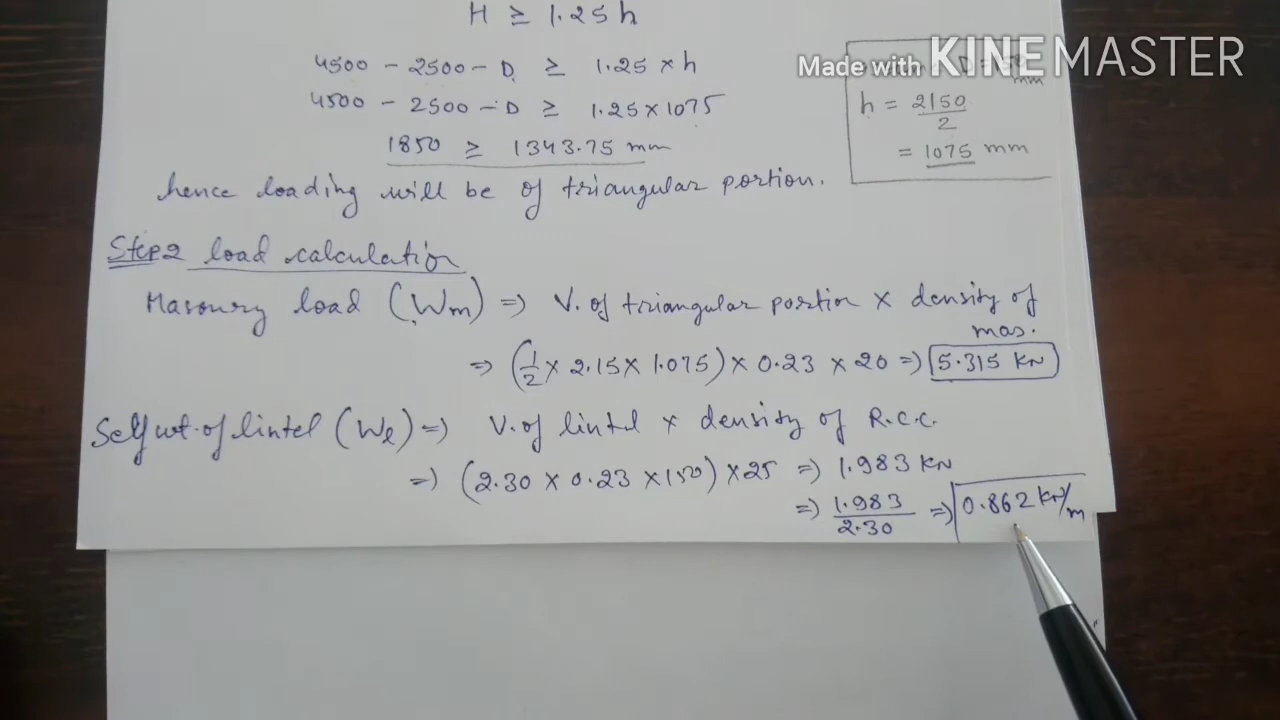 H ≥ 1.25h
4500 - 2500 - D ≥ 1.25 × h
4500 - 2500 - D ≥ 1.25 × 1075
1850 ≥ 1343.75 mm
Made with KINEMASTER
mm
h = 2150/2
= 1075 mm
hence loading will be of triangular portion.
Step 2 load calculation
Masonry load (Wm) => V. of triangular portion × density of
mas.
=> (1/2 × 2.15 × 1.075) × 0.23 × 20 => 5.315 KN
Self wt. of lintel (Wl) => V. of lintel × density of R.C.C.
=> (2.30 × 0.23 × 150) × 25 => 1.983 KN
=> 1.983/2.30 => 0.862 KN/m